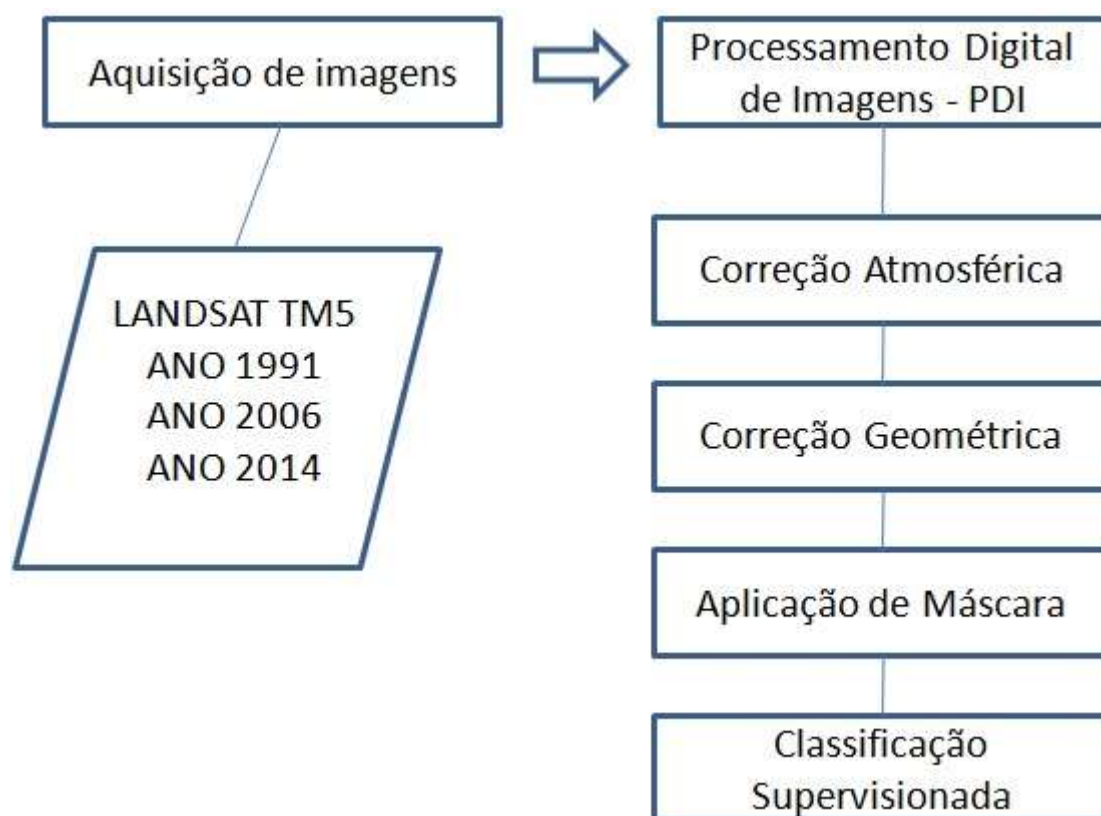 Aquisição de imagens
LANDSAT TM5
ANO 1991
ANO 2006
ANO 2014
Processamento Digital
de Imagens - PDI
Correção Atmosférica
Correção Geométrica
Aplicação de Máscara
Classificação
Supervisionada